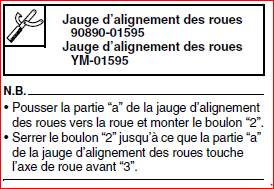 Jauge d’alignement des roues
90890-01595
Jauge d’alignement des roues
YM-01595
N.B.
• Pousser la partie “a” de la jauge d’alignement
des roues vers la roue et monter le boulon “2”.
• Serrer le boulon “2” jusqu’à ce que la partie “a”
de la jauge d’alignement des roues touche
l’axe de roue avant “3”.